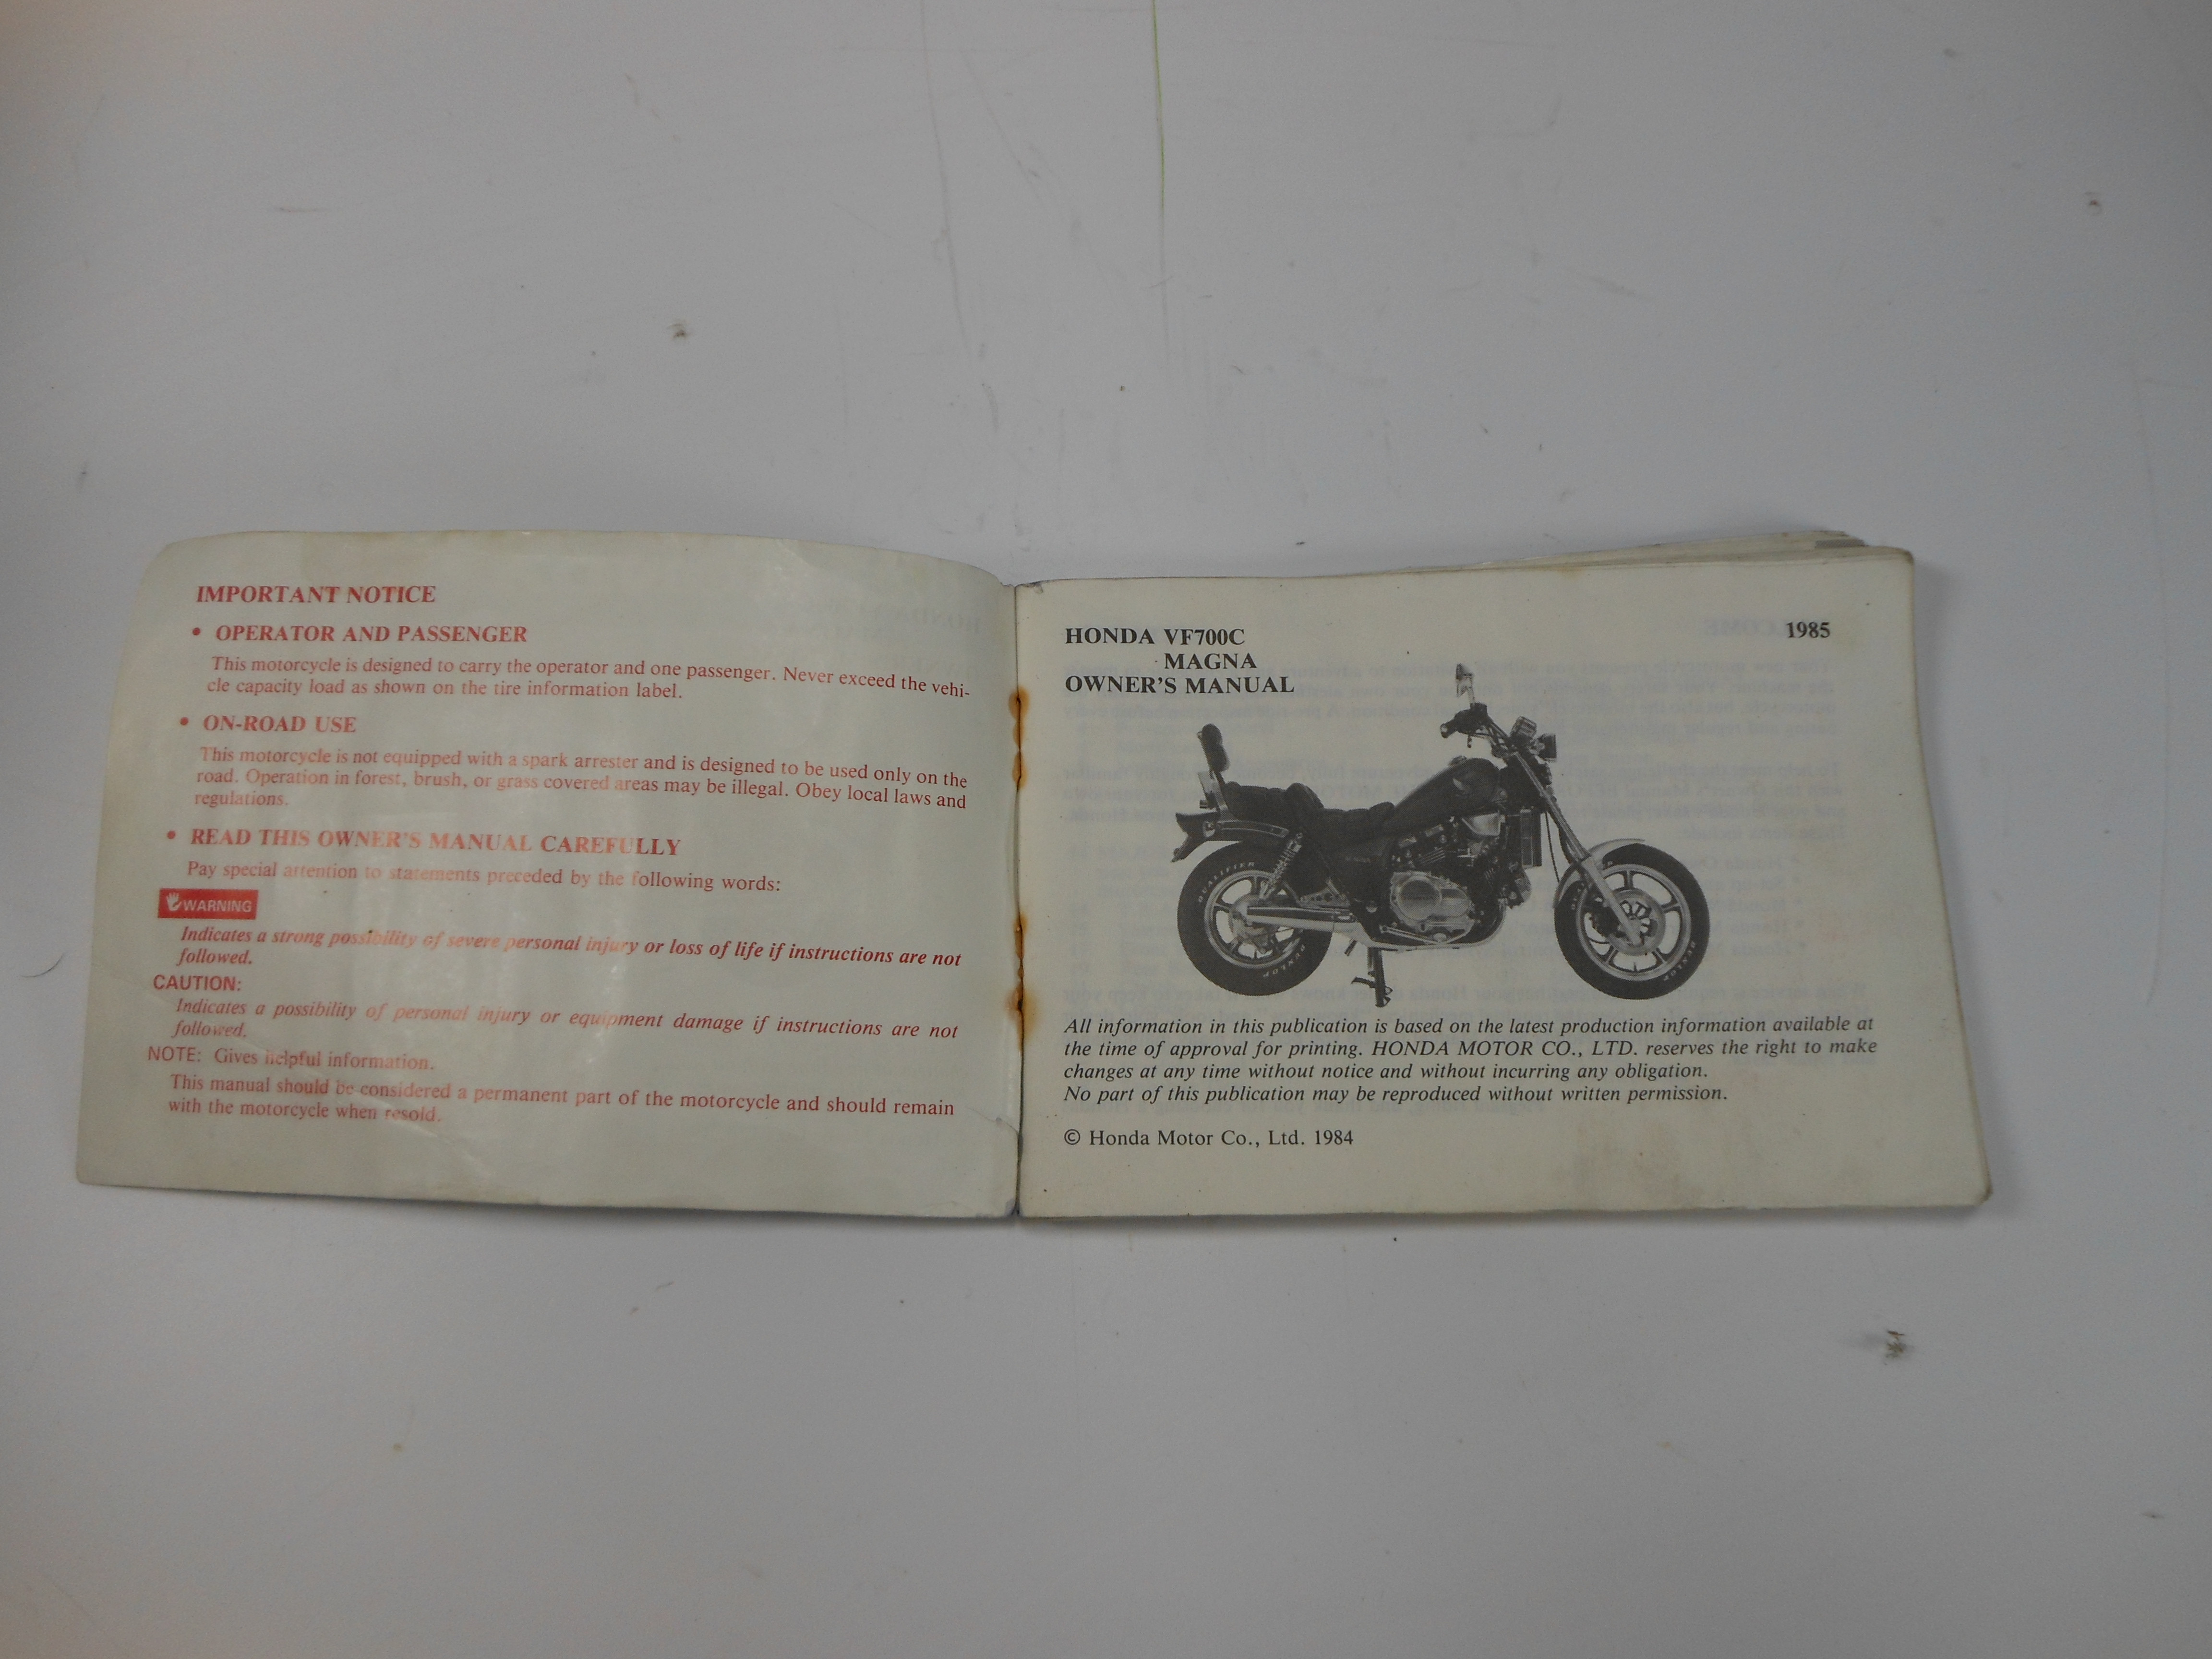 IMPORTANT NOTICE
• OPERATOR AND PASSENGER
This motorcycle is designed to carry the operator and one passenger. Never exceed the vehi-
cle capacity load as shown on the tire information label.
• ON-ROAD USE
This motorcycle is not equipped with a spark arrester and is designed to be used only on the
road. Operation in forest, brush, or grass covered areas may be illegal. Obey local laws and
regulations.
• READ THIS OWNER'S MANUAL CAREFULLY
Pay special attention to statements preceded by the following words:
WARNING
Indicates a strong possibility of severe personal injury or loss of life if instructions are not
followed.
CAUTION:
Indicates a possibility of personal injury or equipment damage if instructions are not
followed.
NOTE: Gives helpful information.
This manual should be considered a permanent part of the motorcycle and should remain
with the motorcycle when resold.
HONDA VF700C
MAGNA
OWNER'S MANUAL
1985
QUALIFIER
DUNLOP
DUNLOP
All information in this publication is based on the latest production information available at
the time of approval for printing. HONDA MOTOR CO., LTD. reserves the right to make
changes at any time without notice and without incurring any obligation.
No part of this publication may be reproduced without written permission.
© Honda Motor Co., Ltd. 1984